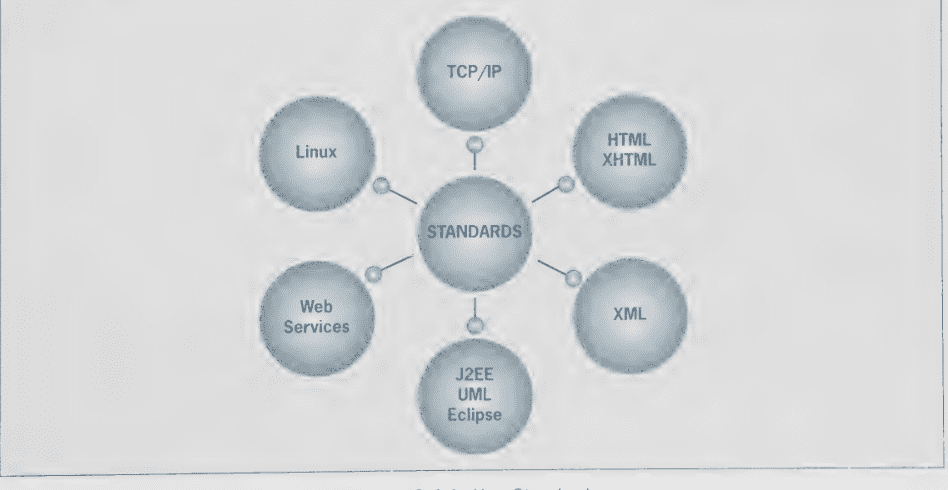 TCP/IP
Linux
HTML
XHTML
STANDARDS
Web
Services
XML
J2EE
UML
Eclipse